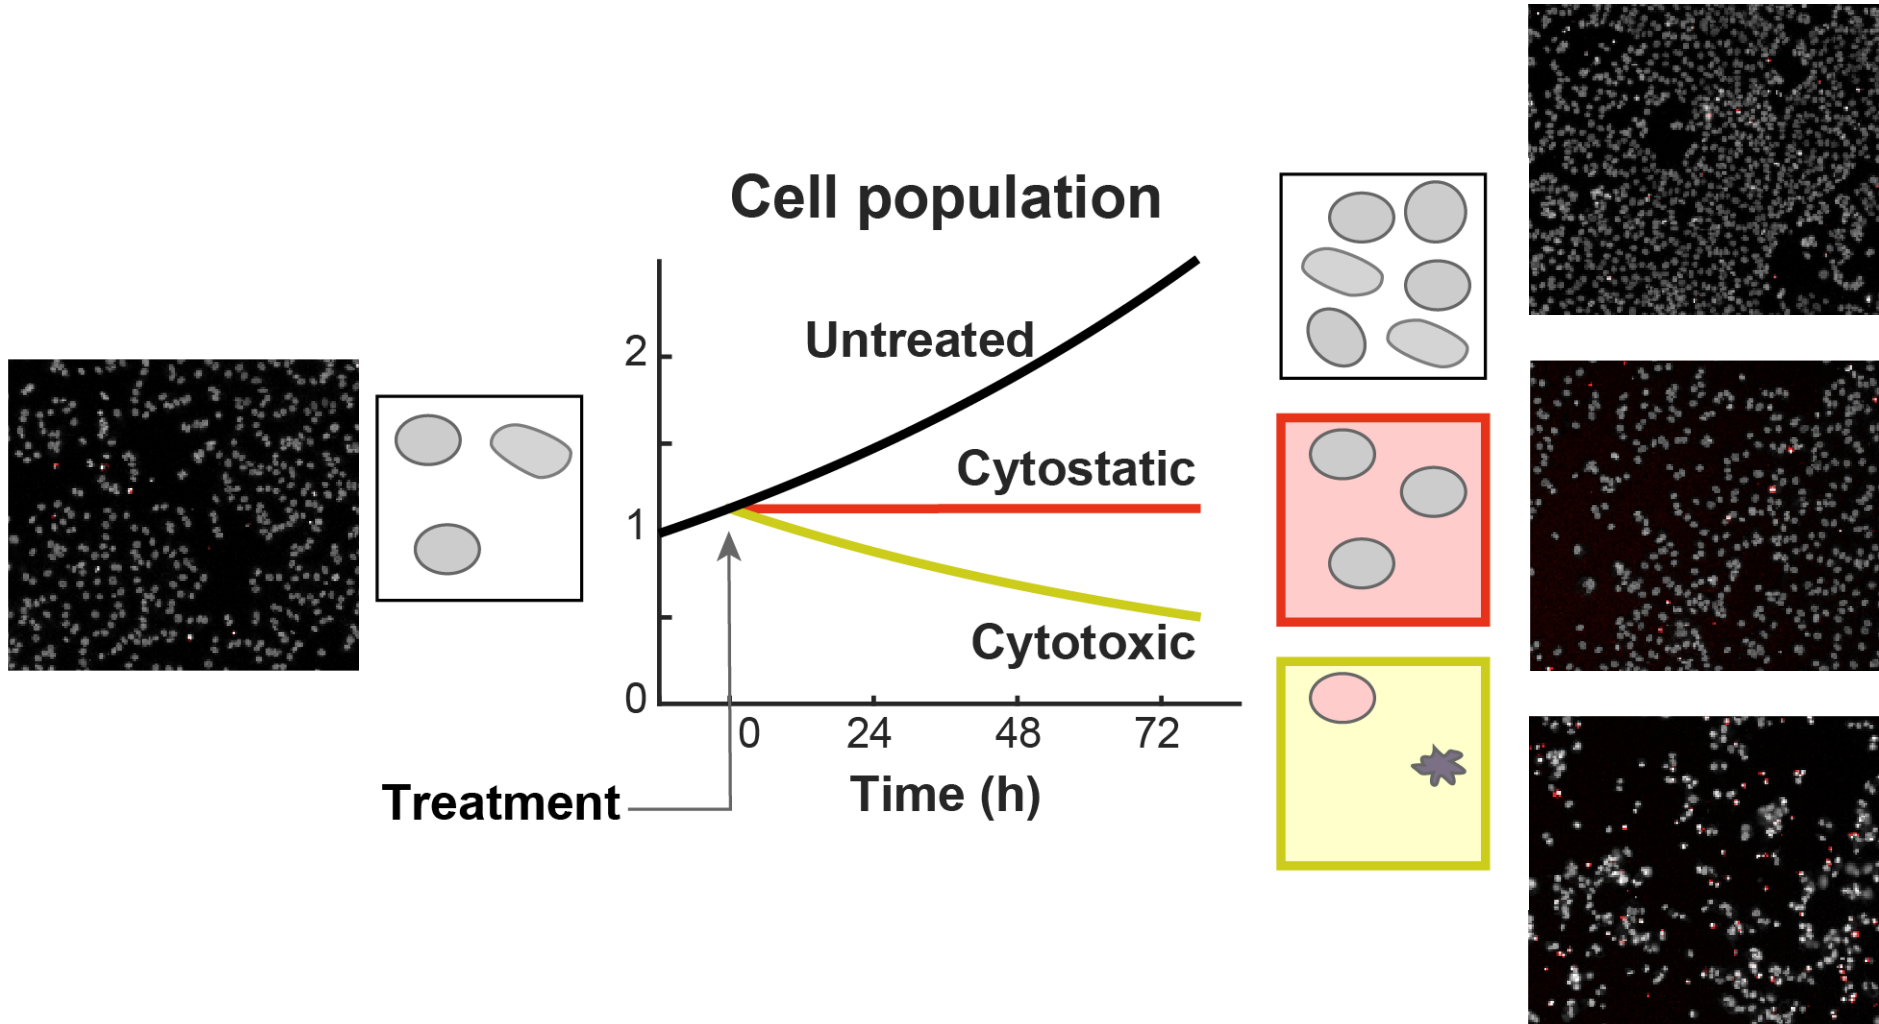 Cell population
2
Untreated
Cytostatic
1
Cytotoxic
0
0 24 48 72
Treatment
Time (h)